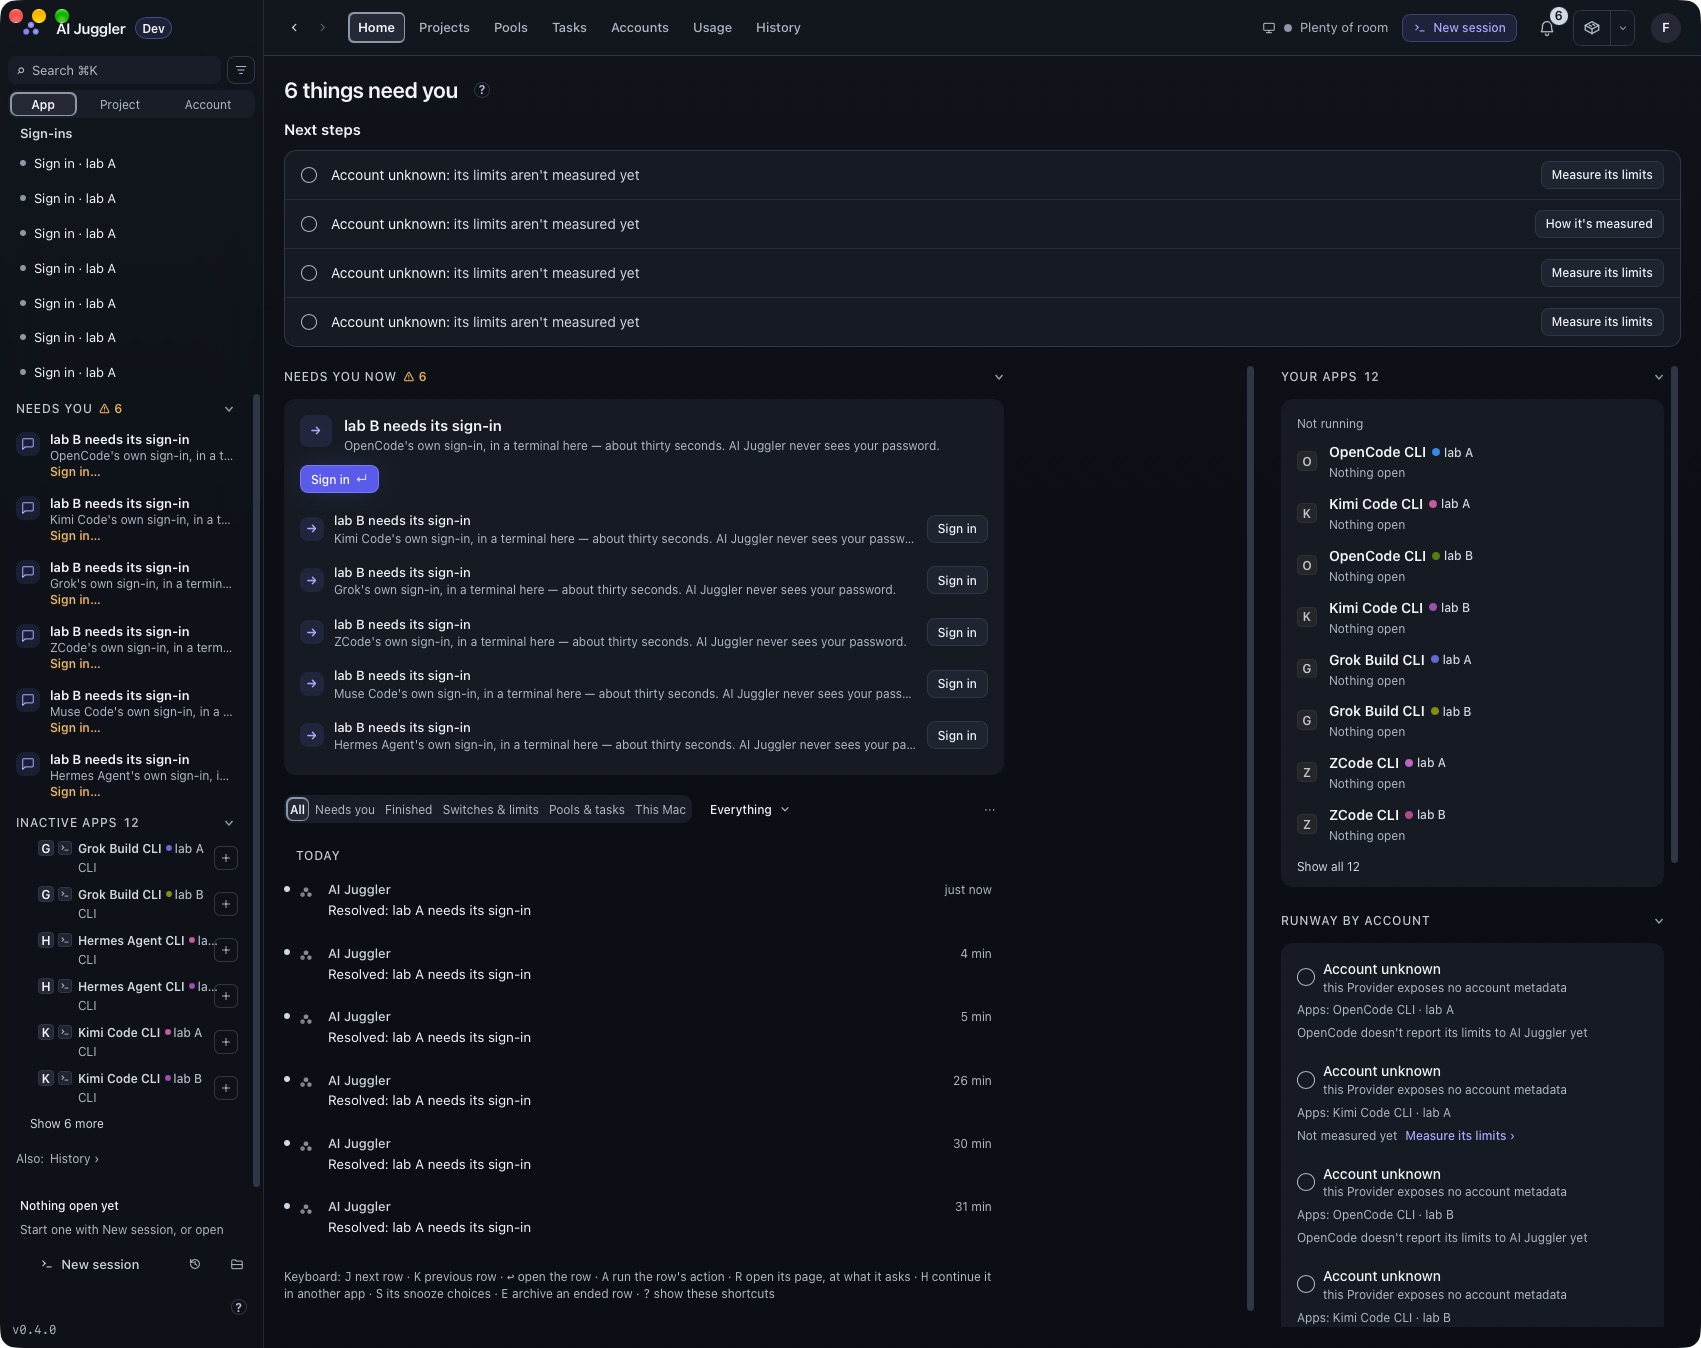 AI Juggler Dev
Search ⌘K
App Project Account
Sign-ins
Sign in · lab A
Sign in · lab A
Sign in · lab A
Sign in · lab A
Sign in · lab A
Sign in · lab A
Sign in · lab A
NEEDS YOU 6
lab B needs its sign-in
OpenCode's own sign-in, in a t...
Sign in...
lab B needs its sign-in
Kimi Code's own sign-in, in a t...
Sign in...
lab B needs its sign-in
Grok's own sign-in, in a termin...
Sign in...
lab B needs its sign-in
ZCode's own sign-in, in a term...
Sign in...
lab B needs its sign-in
Muse Code's own sign-in, in a ...
Sign in...
lab B needs its sign-in
Hermes Agent's own sign-in, i...
Sign in...
INACTIVE APPS 12
G Grok Build CLI lab A
CLI
G Grok Build CLI lab B
CLI
H Hermes Agent CLI la...
CLI
H Hermes Agent CLI la...
CLI
K Kimi Code CLI lab A
CLI
K Kimi Code CLI lab B
CLI
Show 6 more
Also: History ›
Nothing open yet
Start one with New session, or open
New session
?
v0.4.0
Home Projects Pools Tasks Accounts Usage History
Plenty of room
New session
6
F
6 things need you ?
Next steps
Account unknown: its limits aren't measured yet Measure its limits
Account unknown: its limits aren't measured yet How it's measured
Account unknown: its limits aren't measured yet Measure its limits
Account unknown: its limits aren't measured yet Measure its limits
NEEDS YOU NOW 6
lab B needs its sign-in
OpenCode's own sign-in, in a terminal here — about thirty seconds. AI Juggler never sees your password.
Sign in ↵
lab B needs its sign-in
Kimi Code's own sign-in, in a terminal here — about thirty seconds. AI Juggler never sees your passw...
Sign in
lab B needs its sign-in
Grok's own sign-in, in a terminal here — about thirty seconds. AI Juggler never sees your password.
Sign in
lab B needs its sign-in
ZCode's own sign-in, in a terminal here — about thirty seconds. AI Juggler never sees your password.
Sign in
lab B needs its sign-in
Muse Code's own sign-in, in a terminal here — about thirty seconds. AI Juggler never sees your pass...
Sign in
lab B needs its sign-in
Hermes Agent's own sign-in, in a terminal here — about thirty seconds. AI Juggler never sees your pa...
Sign in
All Needs you Finished Switches & limits Pools & tasks This Mac Everything ...
TODAY
AI Juggler just now
Resolved: lab A needs its sign-in
AI Juggler 4 min
Resolved: lab A needs its sign-in
AI Juggler 5 min
Resolved: lab A needs its sign-in
AI Juggler 26 min
Resolved: lab A needs its sign-in
AI Juggler 30 min
Resolved: lab A needs its sign-in
AI Juggler 31 min
Resolved: lab A needs its sign-in
Keyboard: J next row · K previous row · ↩ open the row · A run the row's action · R open its page, at what it asks · H continue it
in another app · S its snooze choices · E archive an ended row · ? show these shortcuts
YOUR APPS 12
Not running
O OpenCode CLI lab A
Nothing open
K Kimi Code CLI lab A
Nothing open
O OpenCode CLI lab B
Nothing open
K Kimi Code CLI lab B
Nothing open
G Grok Build CLI lab A
Nothing open
G Grok Build CLI lab B
Nothing open
Z ZCode CLI lab A
Nothing open
Z ZCode CLI lab B
Nothing open
Show all 12
RUNWAY BY ACCOUNT
Account unknown
this Provider exposes no account metadata
Apps: OpenCode CLI · lab A
OpenCode doesn't report its limits to AI Juggler yet
Account unknown
this Provider exposes no account metadata
Apps: Kimi Code CLI · lab A
Not measured yet Measure its limits ›
Account unknown
this Provider exposes no account metadata
Apps: OpenCode CLI · lab B
OpenCode doesn't report its limits to AI Juggler yet
Account unknown
this Provider exposes no account metadata
Apps: Kimi Code CLI · lab B